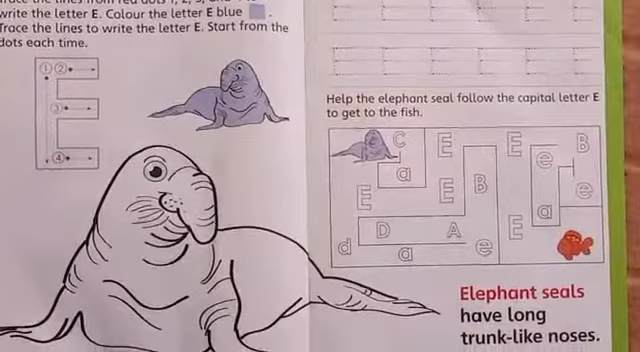 write the letter E. Colour the letter E blue .
Trace the lines to write the letter E. Start from the
dots each time.
1 2
3
4
E E E E E E
E E E E E E
Help the elephant seal follow the capital letter E
to get to the fish.
C E E B
a e
E E B e
a
D A E
d a e
Elephant seals
have long
trunk-like noses.